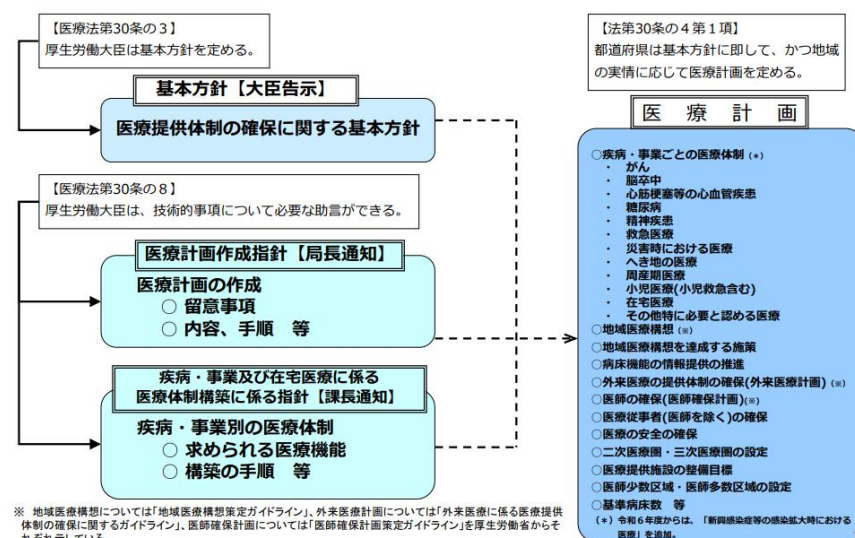 【医療法第30条の3】
厚生労働大臣は基本方針を定める。
基本方針【大臣告示】
医療提供体制の確保に関する基本方針
【医療法第30条の8】
厚生労働大臣は、技術的事項について必要な助言ができる。
医療計画作成指針【局長通知】
医療計画の作成
○ 留意事項
○ 内容、手順　等
疾病・事業及び在宅医療に係る
医療体制構築に係る指針【課長通知】
疾病・事業別の医療体制
○ 求められる医療機能
○ 構築の手順　等
※ 地域医療構想については「地域医療構想策定ガイドライン」、外来医療計画については「外来医療に係る医療提供
体制の確保に関するガイドライン」、医師確保計画については「医師確保計画策定ガイドライン」を厚生労働省からそ
れぞれ示している
【法第30条の4第1項】
都道府県は基本方針に即して、かつ地域
の実情に応じて医療計画を定める。
医　療　計　画
○疾病・事業ごとの医療体制（*）
・ がん
・ 脳卒中
・ 心筋梗塞等の心血管疾患
・ 糖尿病
・ 精神疾患
・ 救急医療
・ 災害時における医療
・ へき地の医療
・ 周産期医療
・ 小児医療(小児救急含む)
・ 在宅医療
・ その他特に必要と認める医療
○地域医療構想（※）
○地域医療構想を達成する施策
○病床機能の情報提供の推進
○外来医療の提供体制の確保(外来医療計画)（※）
○医師の確保(医師確保計画)（※）
○医療従事者(医師を除く)の確保
○医療の安全の確保
○二次医療圏・三次医療圏の設定
○医療提供施設の整備目標
○医師少数区域・医師多数区域の設定
○基準病床数　等
（*）令和6年度からは、「新興感染症等の感染拡大時における
医療」を追加。